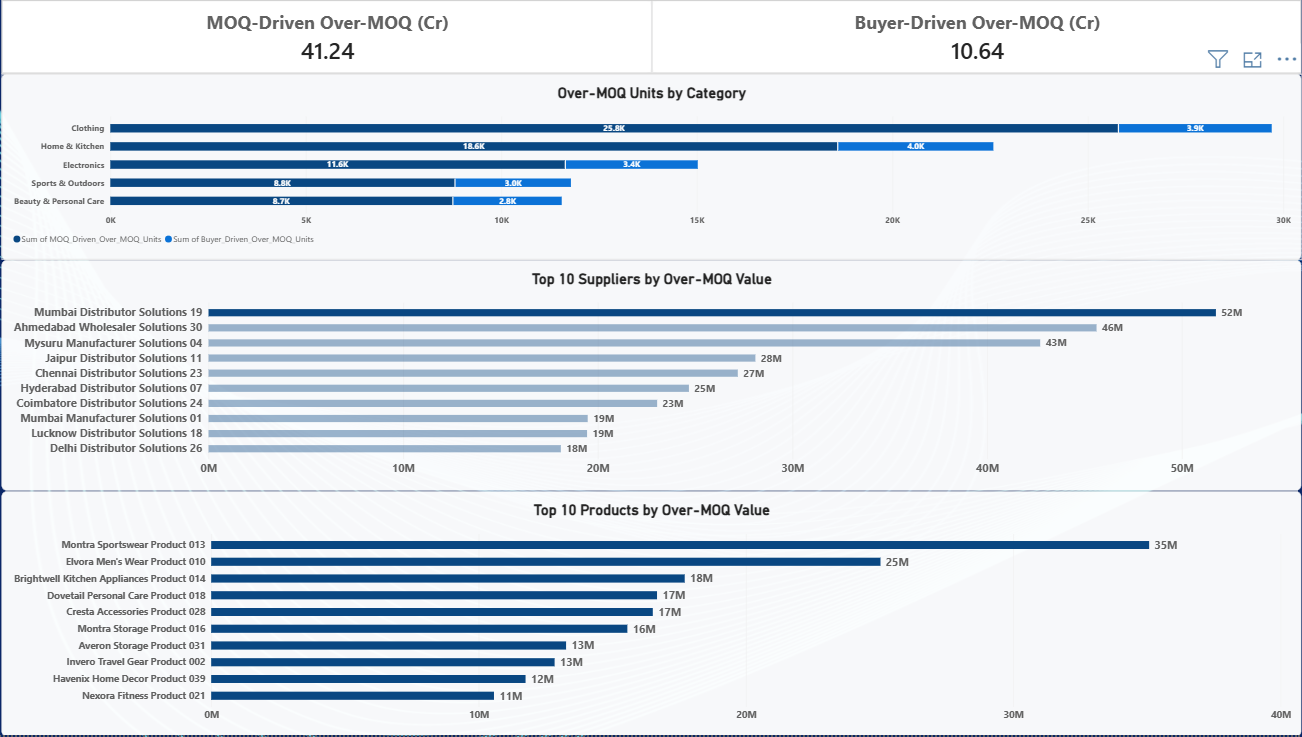 MOQ-Driven Over-MOQ (Cr)
41.24
Buyer-Driven Over-MOQ (Cr)
10.64
Over-MOQ Units by Category
Clothing 25.8K 3.9K
Home & Kitchen 18.6K 4.0K
Electronics 11.6K 3.4K
Sports & Outdoors 8.8K 3.0K
Beauty & Personal Care 8.7K 2.8K
0K 5K 10K 15K 20K 25K 30K
Sum of MOQ_Driven_Over_MOQ_Units Sum of Buyer_Driven_Over_MOQ_Units
Top 10 Suppliers by Over-MOQ Value
Mumbai Distributor Solutions 19 52M
Ahmedabad Wholesaler Solutions 30 46M
Mysuru Manufacturer Solutions 04 43M
Jaipur Distributor Solutions 11 28M
Chennai Distributor Solutions 23 27M
Hyderabad Distributor Solutions 07 25M
Coimbatore Distributor Solutions 24 23M
Mumbai Manufacturer Solutions 01 19M
Lucknow Distributor Solutions 18 19M
Delhi Distributor Solutions 26 18M
0M 10M 20M 30M 40M 50M
Top 10 Products by Over-MOQ Value
Montra Sportswear Product 013 35M
Elvora Men's Wear Product 010 25M
Brightwell Kitchen Appliances Product 014 18M
Dovetail Personal Care Product 018 17M
Cresta Accessories Product 028 17M
Montra Storage Product 016 16M
Averon Storage Product 031 13M
Invero Travel Gear Product 002 13M
Havenix Home Decor Product 039 12M
Nexora Fitness Product 021 11M
0M 10M 20M 30M 40M